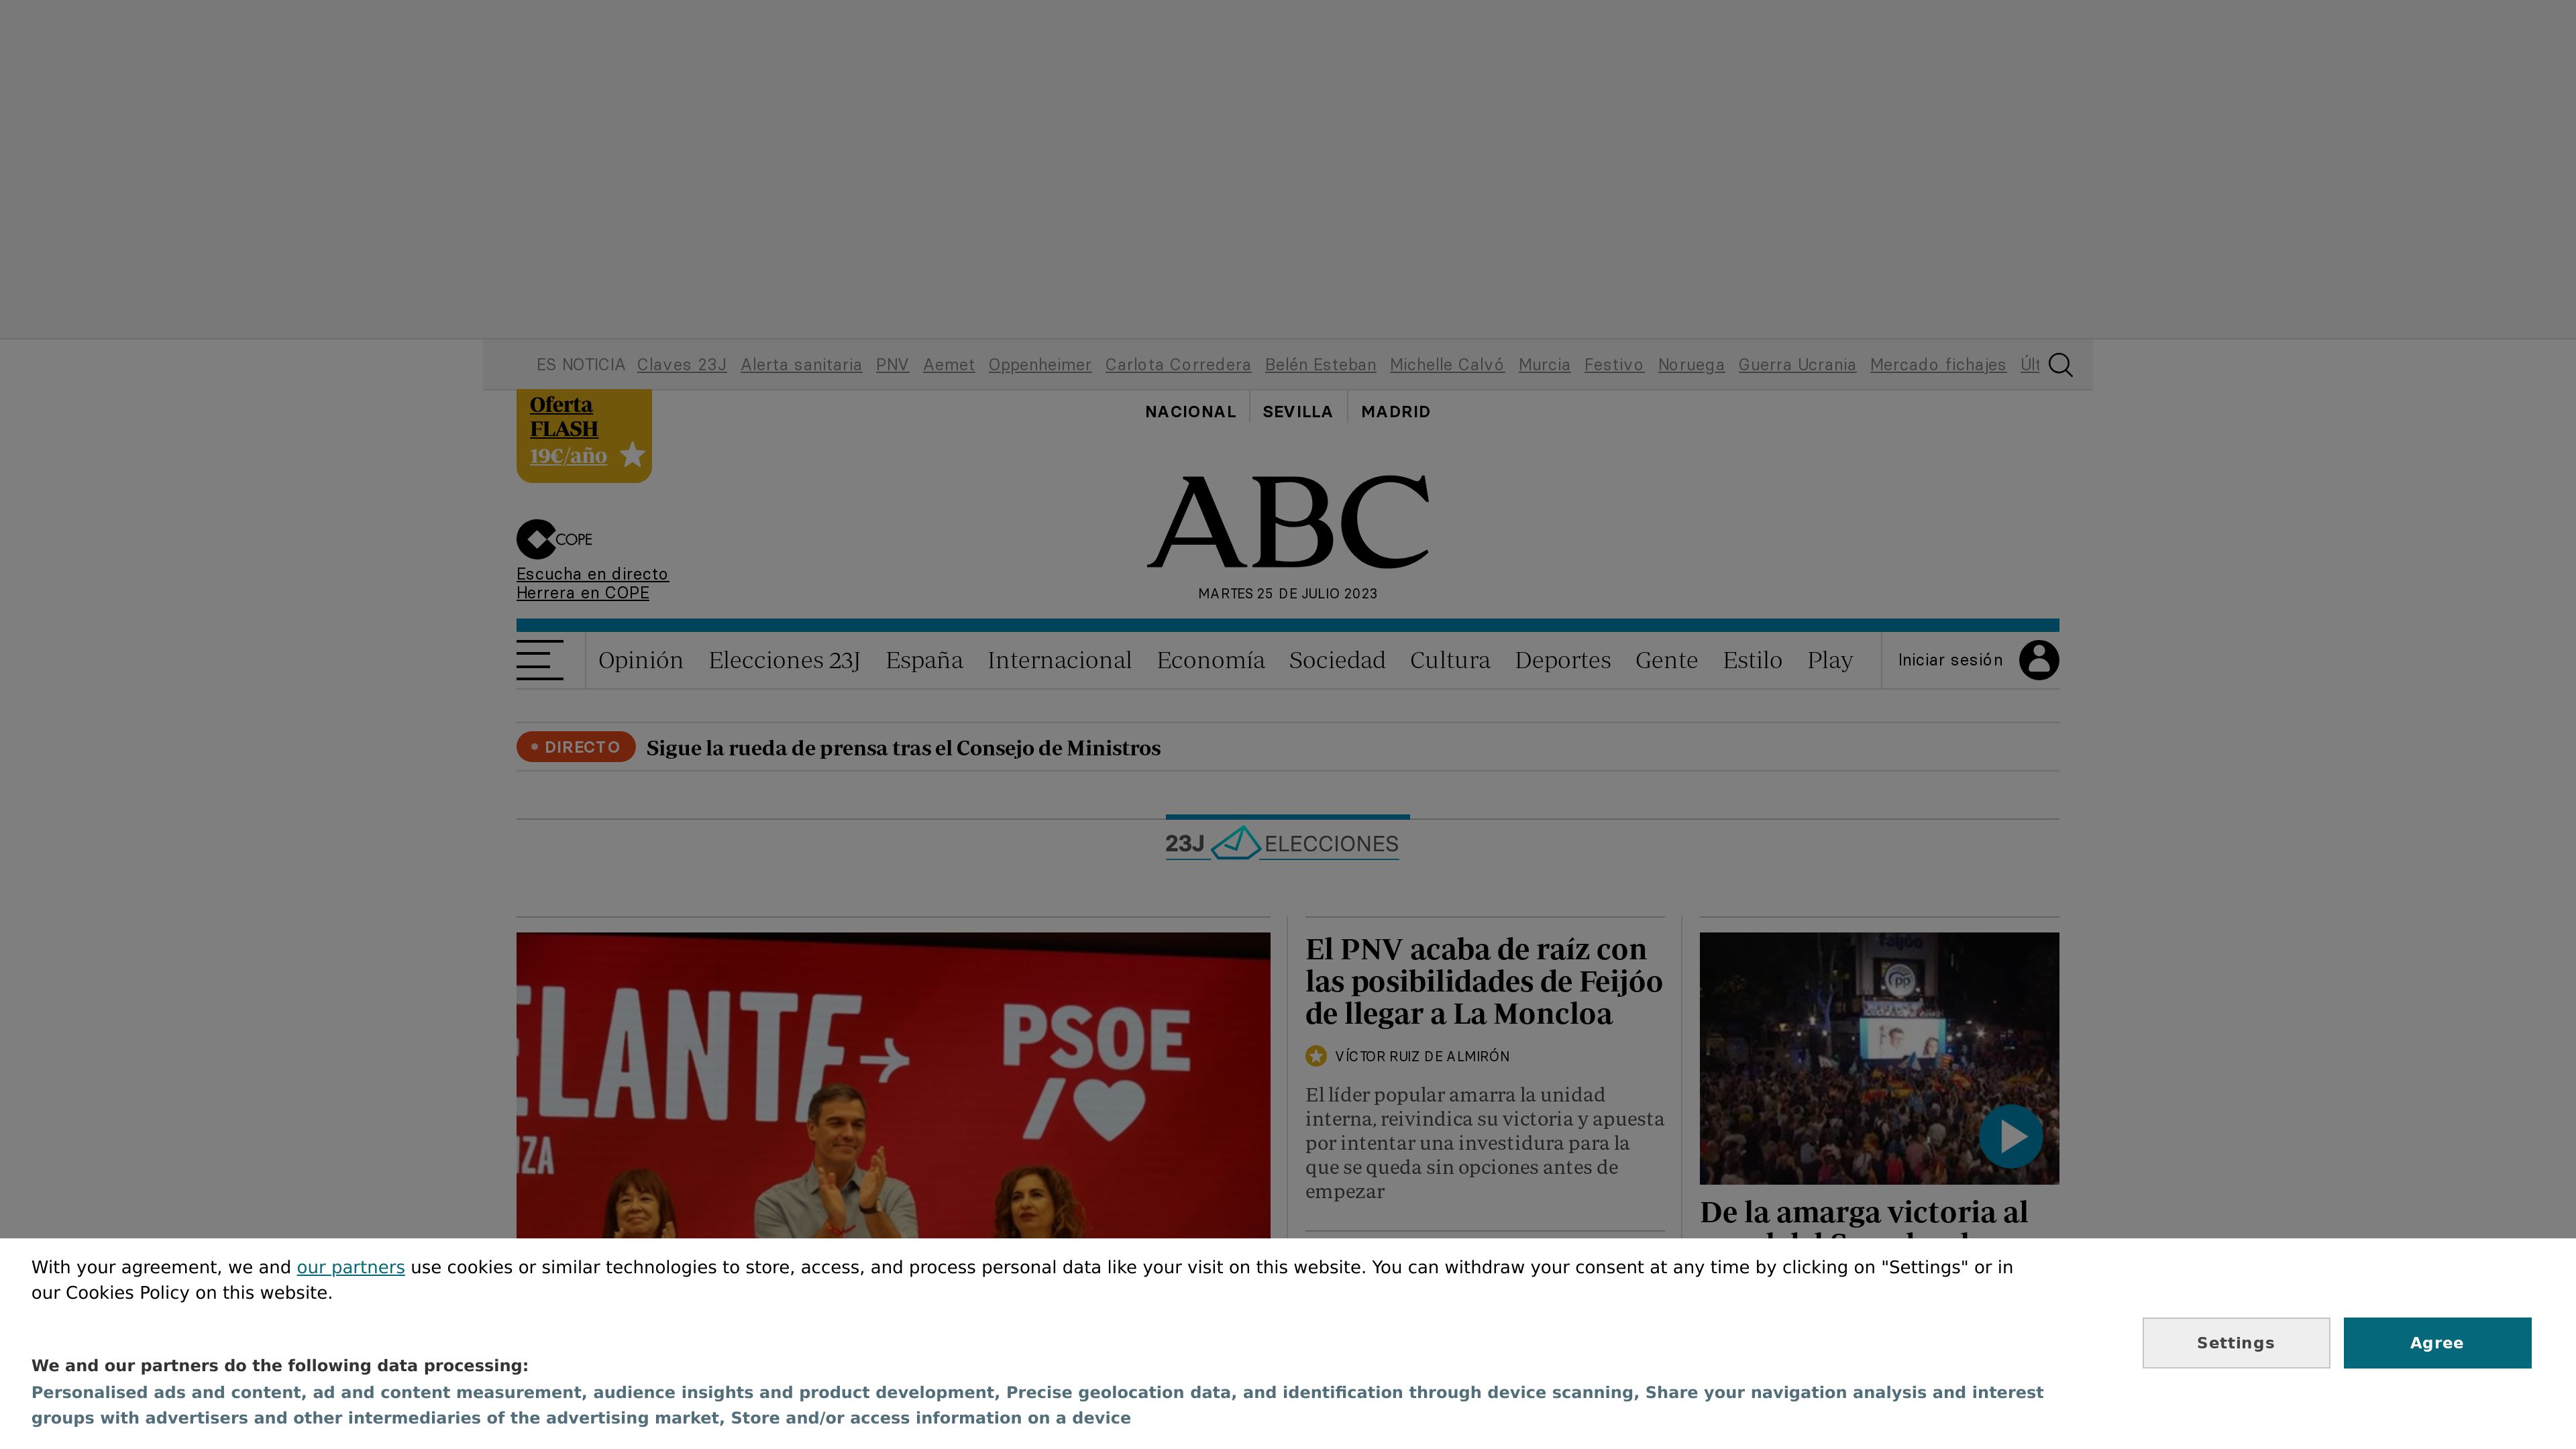 ES NOTICIA Claves 23J Alerta sanitaria PNV Aemet Oppenheimer Carlota Corredera Belén Esteban Michelle Calvó Murcia Festivo Noruega Guerra Ucrania Mercado fichajes
Oferta
FLASH
19€/año
NACIONAL SEVILLA MADRID
ABC
COPE
Escucha en directo
Herrera en COPE
MARTES 25 DE JULIO 2023
Opinión Elecciones 23J España Internacional Economía Sociedad Cultura Deportes Gente Estilo Play Iniciar sesión
• DIRECTO Sigue la rueda de prensa tras el Consejo de Ministros
23J ELECCIONES
ELANTE
PSOE
NZA
El PNV acaba de raíz con
las posibilidades de Feijóo
de llegar a La Moncloa
VÍCTOR RUIZ DE ALMIRÓN
El líder popular amarra la unidad
interna, reivindica su victoria y apuesta
por intentar una investidura para la
que se queda sin opciones antes de
empezar
feijóo
pp
De la amarga victoria al
With your agreement, we and our partners use cookies or similar technologies to store, access, and process personal data like your visit on this website. You can withdraw your consent at any time by clicking on "Settings" or in
our Cookies Policy on this website.
We and our partners do the following data processing:
Personalised ads and content, ad and content measurement, audience insights and product development, Precise geolocation data, and identification through device scanning, Share your navigation analysis and interest
groups with advertisers and other intermediaries of the advertising market, Store and/or access information on a device
Settings
Agree